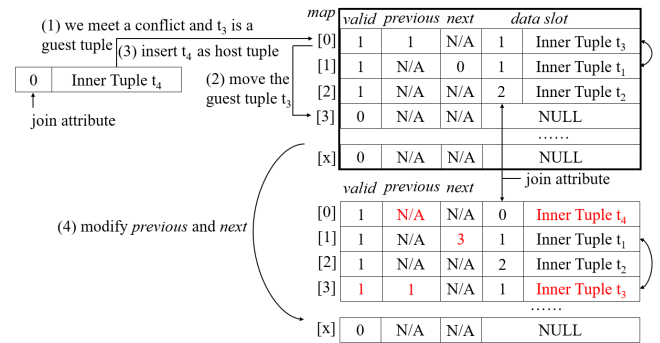 (1) we meet a conflict and t3 is a
guest tuple
(3) insert t4 as host tuple
0 Inner Tuple t4
join attribute
(2) move the
guest tuple t3
map valid previous next data slot
[0] 1 1 N/A 1 Inner Tuple t3
[1] 1 N/A 0 1 Inner Tuple t1
[2] 1 N/A N/A 2 Inner Tuple t2
[3] 0 N/A N/A NULL
......
[x] 0 N/A N/A NULL
join attribute
(4) modify previous and next
valid previous next
[0] 1 N/A N/A 0 Inner Tuple t4
[1] 1 N/A 3 1 Inner Tuple t1
[2] 1 N/A N/A 2 Inner Tuple t2
[3] 1 1 N/A 1 Inner Tuple t3
......
[x] 0 N/A N/A NULL